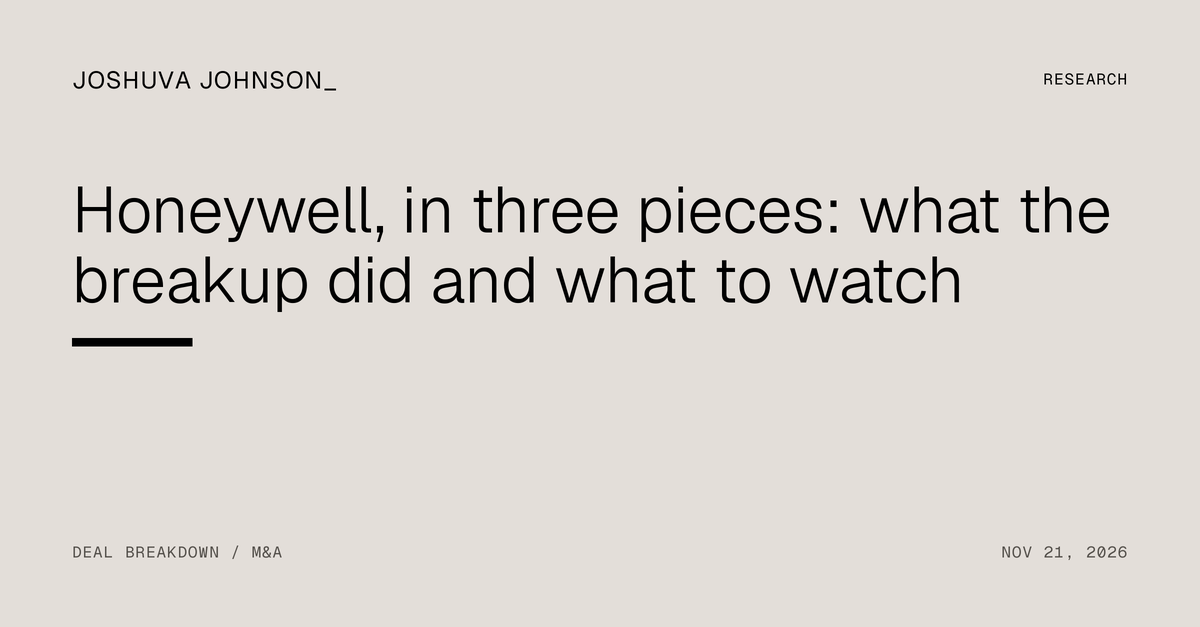 JOSHUVA JOHNSON_
RESEARCH
Honeywell, in three pieces: what the
breakup did and what to watch
DEAL BREAKDOWN / M&A
NOV 21, 2026